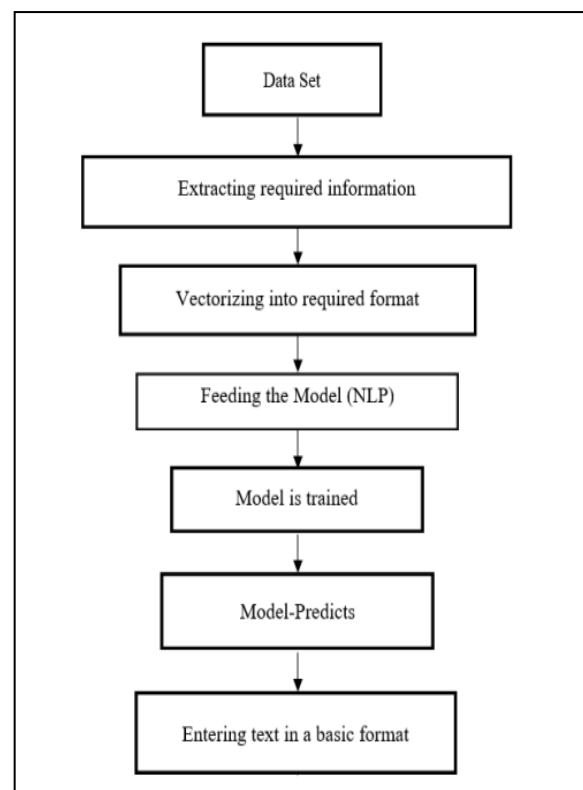 Data Set
Extracting required information
Vectorizing into required format
Feeding the Model (NLP)
Model is trained
Model-Predicts
Entering text in a basic format